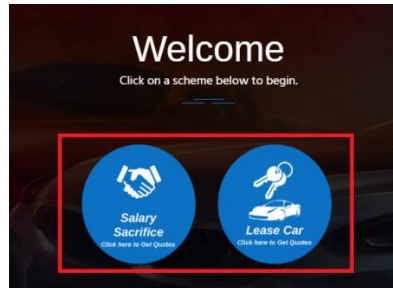 Welcome
Click on a scheme below to begin.
Salary
Sacrifice
Click here to Get Quotes
Lease Car
Click here to Get Quotes